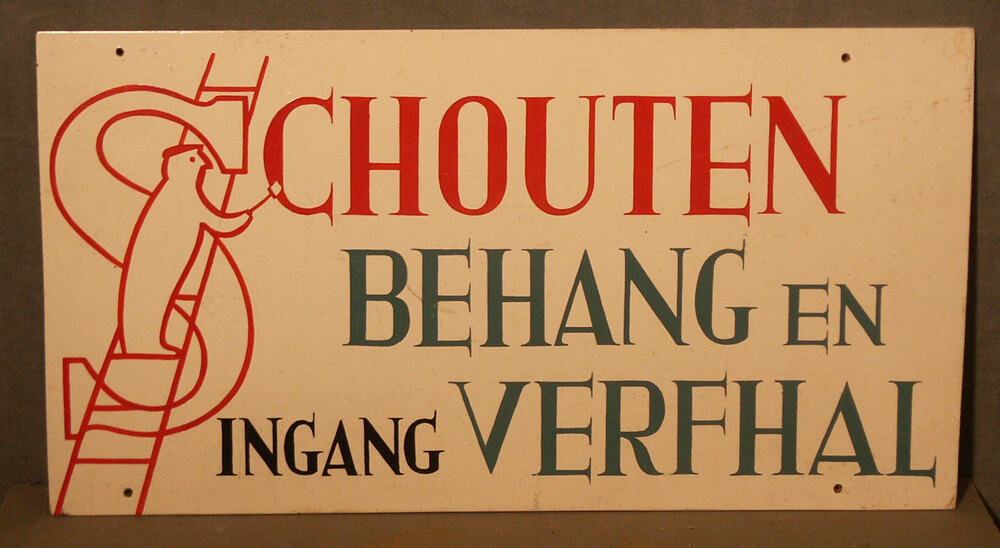 SCHOUTEN
BEHANG EN
INGANG VERFHAL